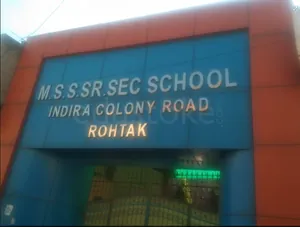 M.S.S.SR.SEC SCHOOL
INDIRA COLONY ROAD
ROHTAK